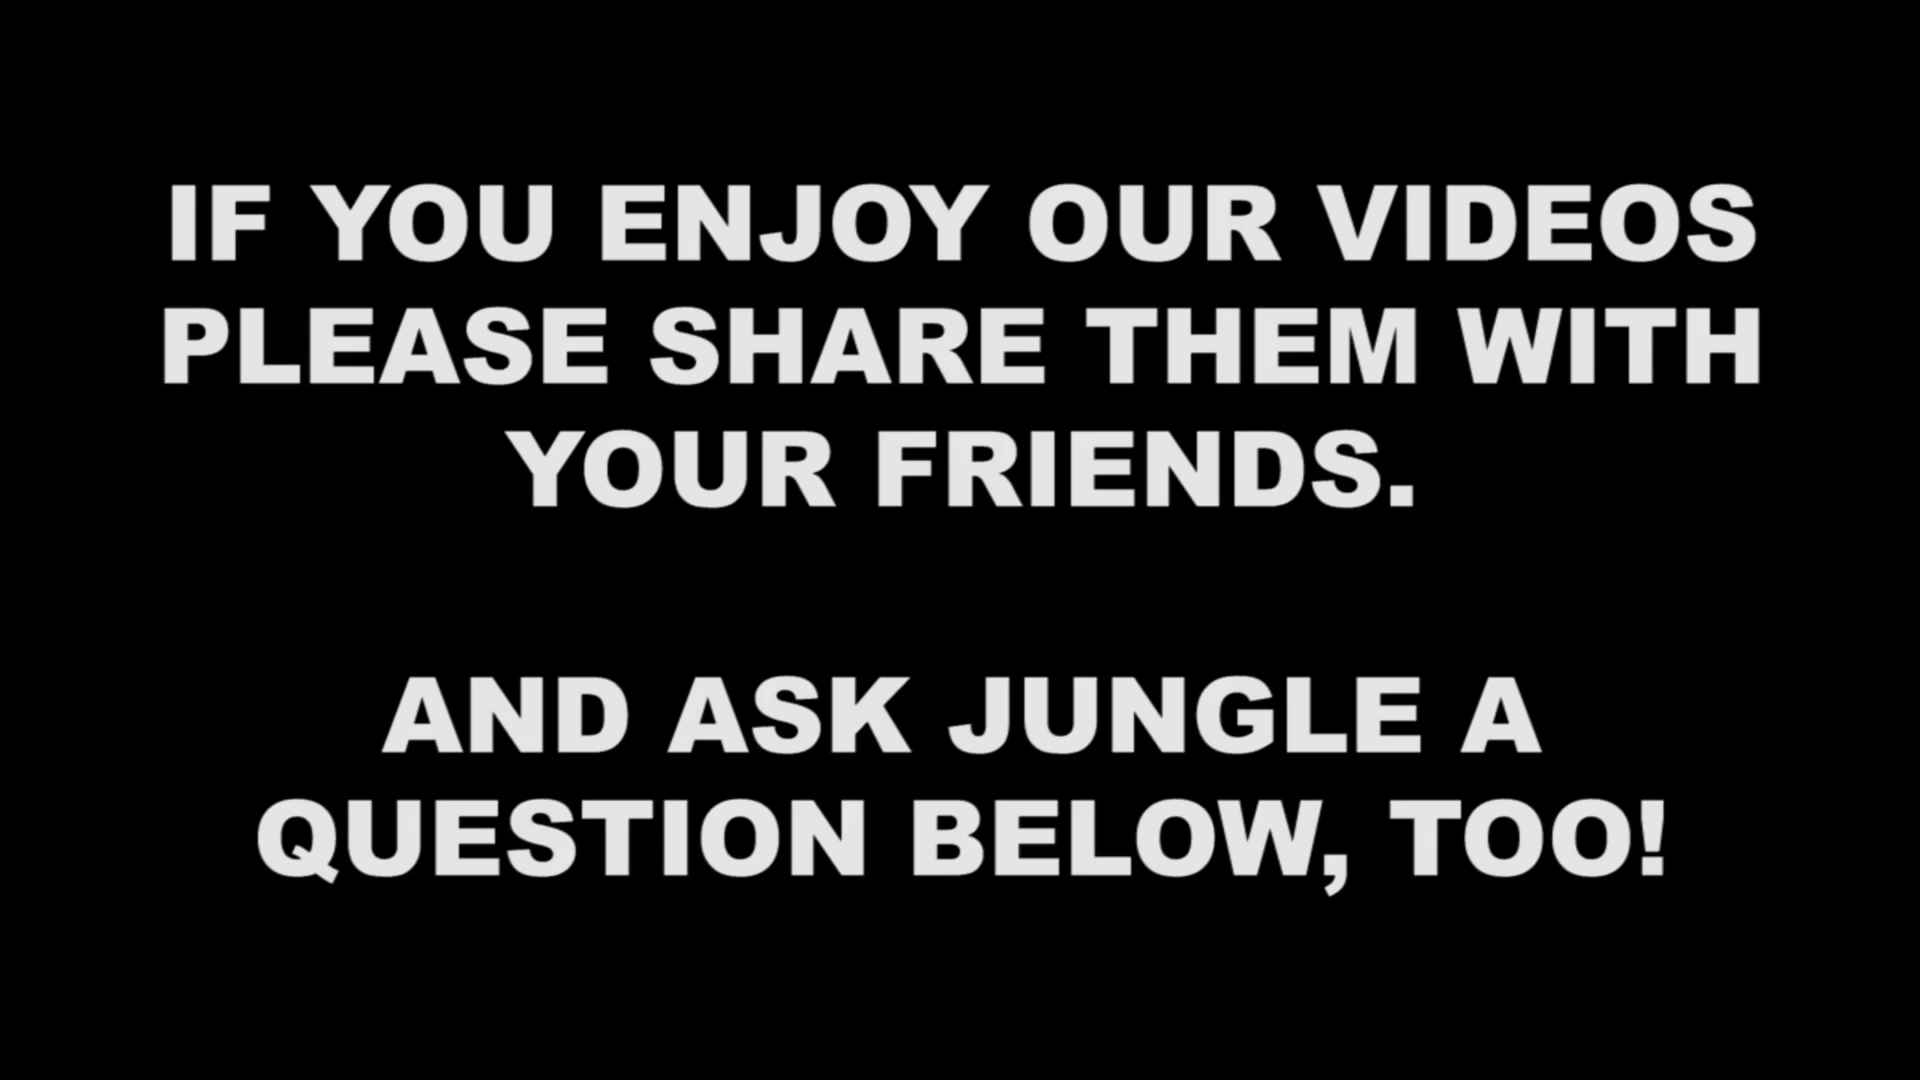 IF YOU ENJOY OUR VIDEOS
PLEASE SHARE THEM WITH
YOUR FRIENDS.
AND ASK JUNGLE A
QUESTION BELOW, TOO!